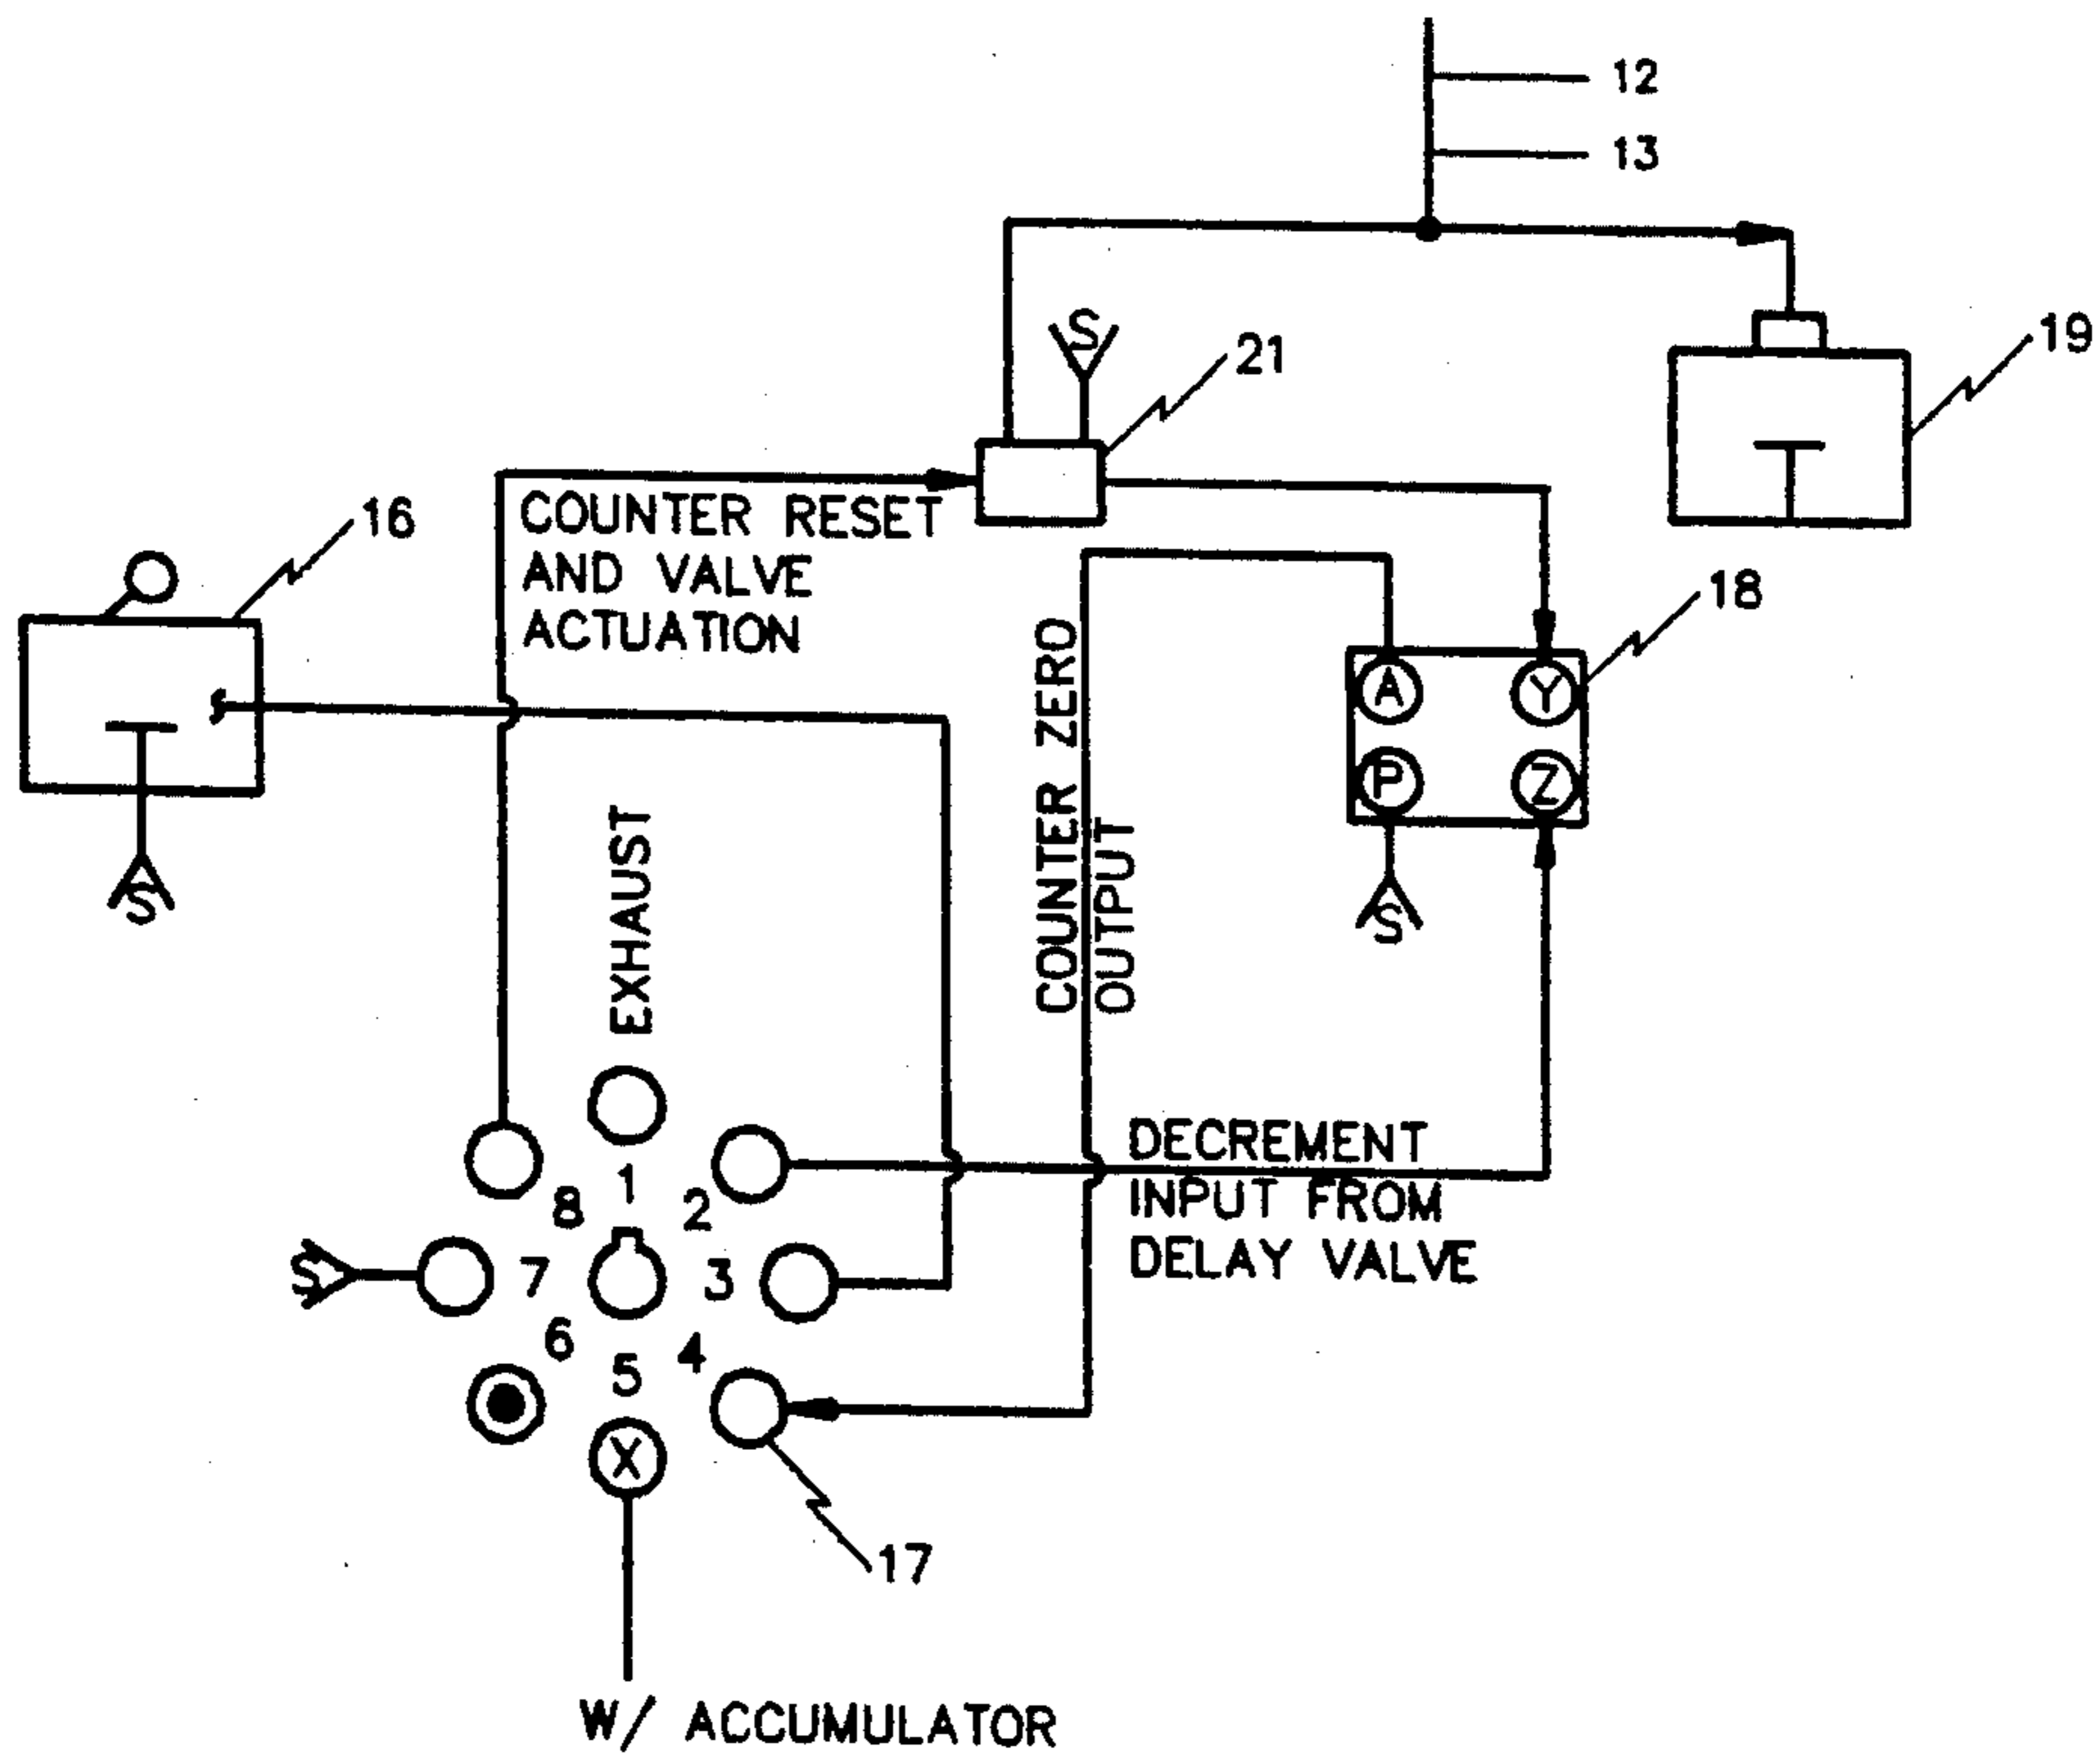 12
13
S
21
19
16
COUNTER RESET
AND VALVE
ACTUATION
18
A
Y
P
Z
S
S
COUNTER ZERO
OUTPUT
EXHAUST
DECREMENT
INPUT FROM
DELAY VALVE
1
2
3
4
5
6
7
8
S
X
17
W/ ACCUMULATOR